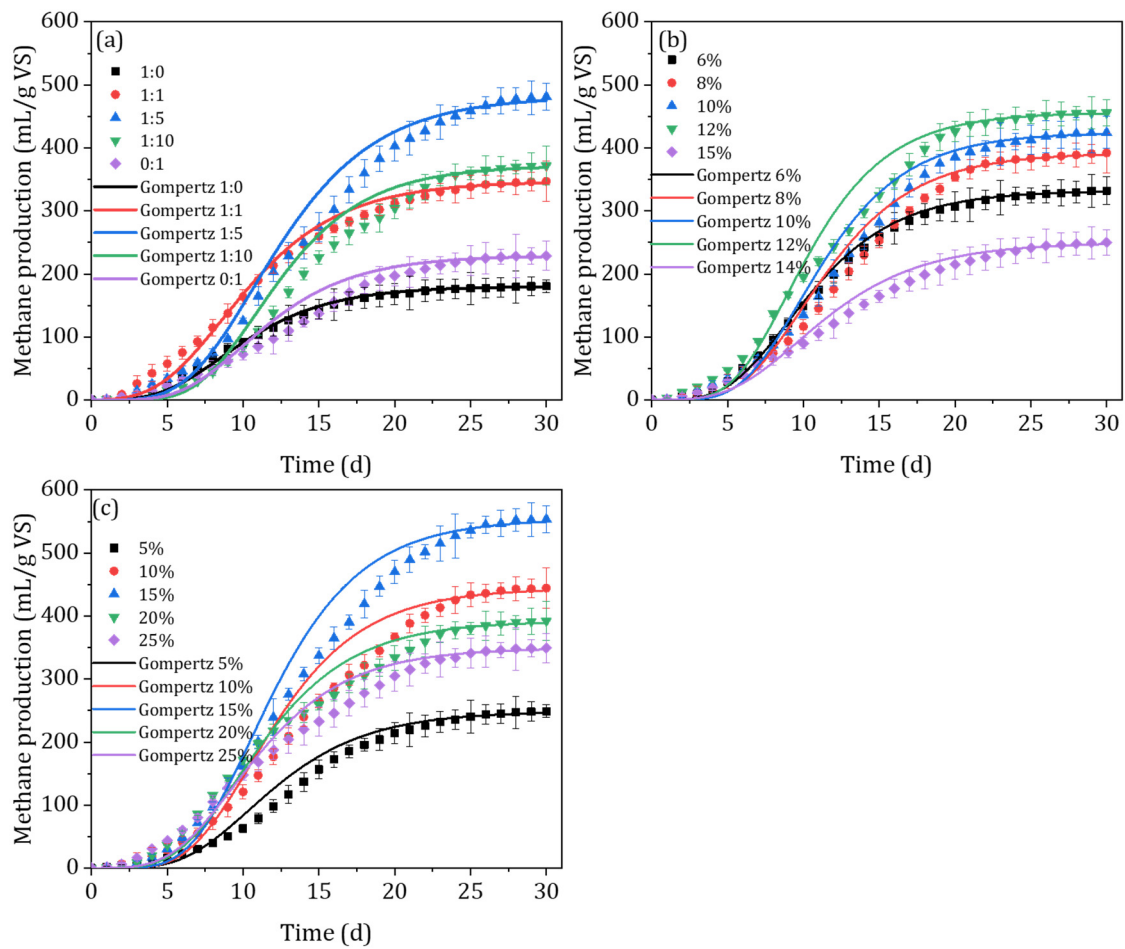 (a)
Methane production (mL/g VS)
600
500
400
300
200
100
0
1:0
1:1
1:5
1:10
0:1
Gompertz 1:0
Gompertz 1:1
Gompertz 1:5
Gompertz 1:10
Gompertz 0:1
0 5 10 15 20 25 30
Time (d)
(b)
Methane production (mL/g VS)
600
500
400
300
200
100
0
6%
8%
10%
12%
15%
Gompertz 6%
Gompertz 8%
Gompertz 10%
Gompertz 12%
Gompertz 14%
0 5 10 15 20 25 30
Time (d)
(c)
Methane production (mL/g VS)
600
500
400
300
200
100
0
5%
10%
15%
20%
25%
Gompertz 5%
Gompertz 10%
Gompertz 15%
Gompertz 20%
Gompertz 25%
0 5 10 15 20 25 30
Time (d)